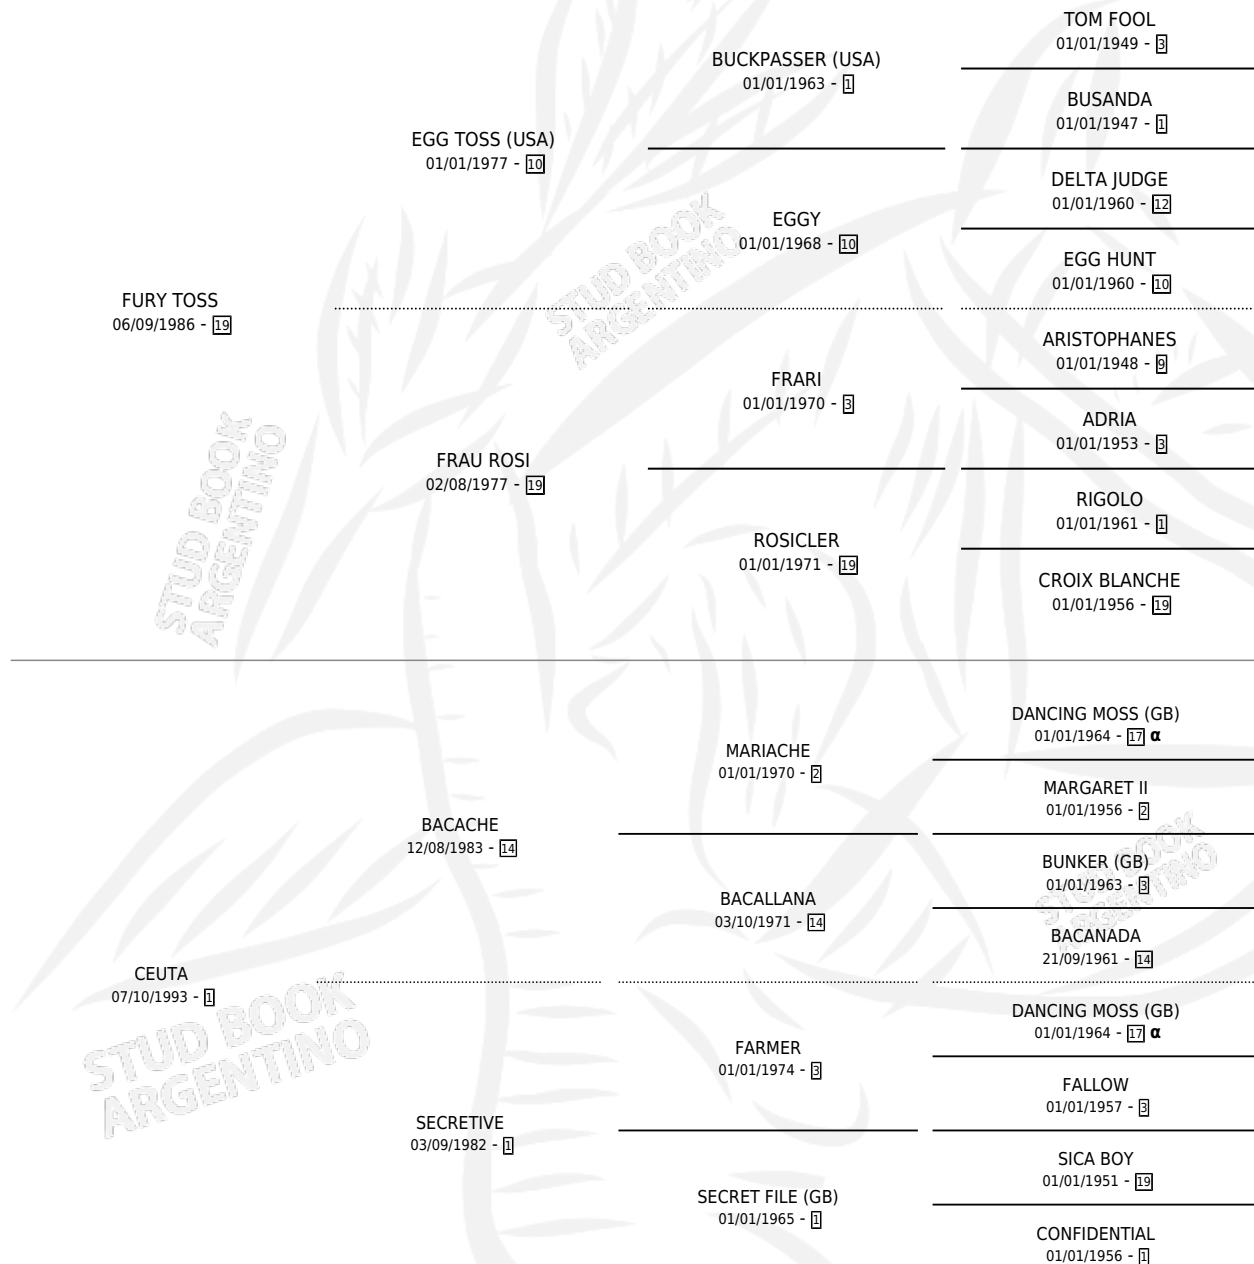 TOM FOOL
01/01/1949 - 3
BUCKPASSER (USA)
01/01/1963 - 1
BUSANDA
01/01/1947 - 1
EGG TOSS (USA)
01/01/1977 - 10
DELTA JUDGE
01/01/1960 - 12
EGGY
01/01/1968 - 10
EGG HUNT
01/01/1960 - 10
FURY TOSS
06/09/1986 - 19
STUD BOOK
ARGENTINO
ARISTOPHANES
01/01/1948 - 9
FRARI
01/01/1970 - 3
ADRIA
01/01/1953 - 3
FRAU ROSI
02/08/1977 - 19
RIGOLO
01/01/1961 - 1
ROSICLER
01/01/1971 - 19
CROIX BLANCHE
01/01/1956 - 19
STUD BOOK
ARGENTINO
DANCING MOSS (GB)
01/01/1964 - 17 α
MARIACHE
01/01/1970 - 2
MARGARET II
01/01/1956 - 2
BACACHE
12/08/1983 - 14
BUNKER (GB)
01/01/1963 - 3
BACALLANA
03/10/1971 - 14
STUD BOOK
ARGENTINO
BACANADA
21/09/1961 - 14
CEUTA
07/10/1993 - 1
STUD BOOK
ARGENTINO
DANCING MOSS (GB)
01/01/1964 - 17 α
FARMER
01/01/1974 - 3
FALLOW
01/01/1957 - 3
SECRETIVE
03/09/1982 - 1
SICA BOY
01/01/1951 - 19
SECRET FILE (GB)
01/01/1965 - 1
CONFIDENTIAL
01/01/1956 - 1